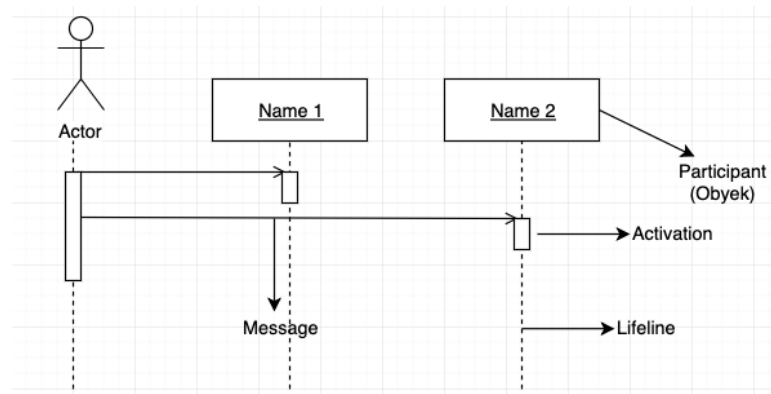 Actor
Name 1
Name 2
Participant
(Obyek)
Activation
Message
Lifeline